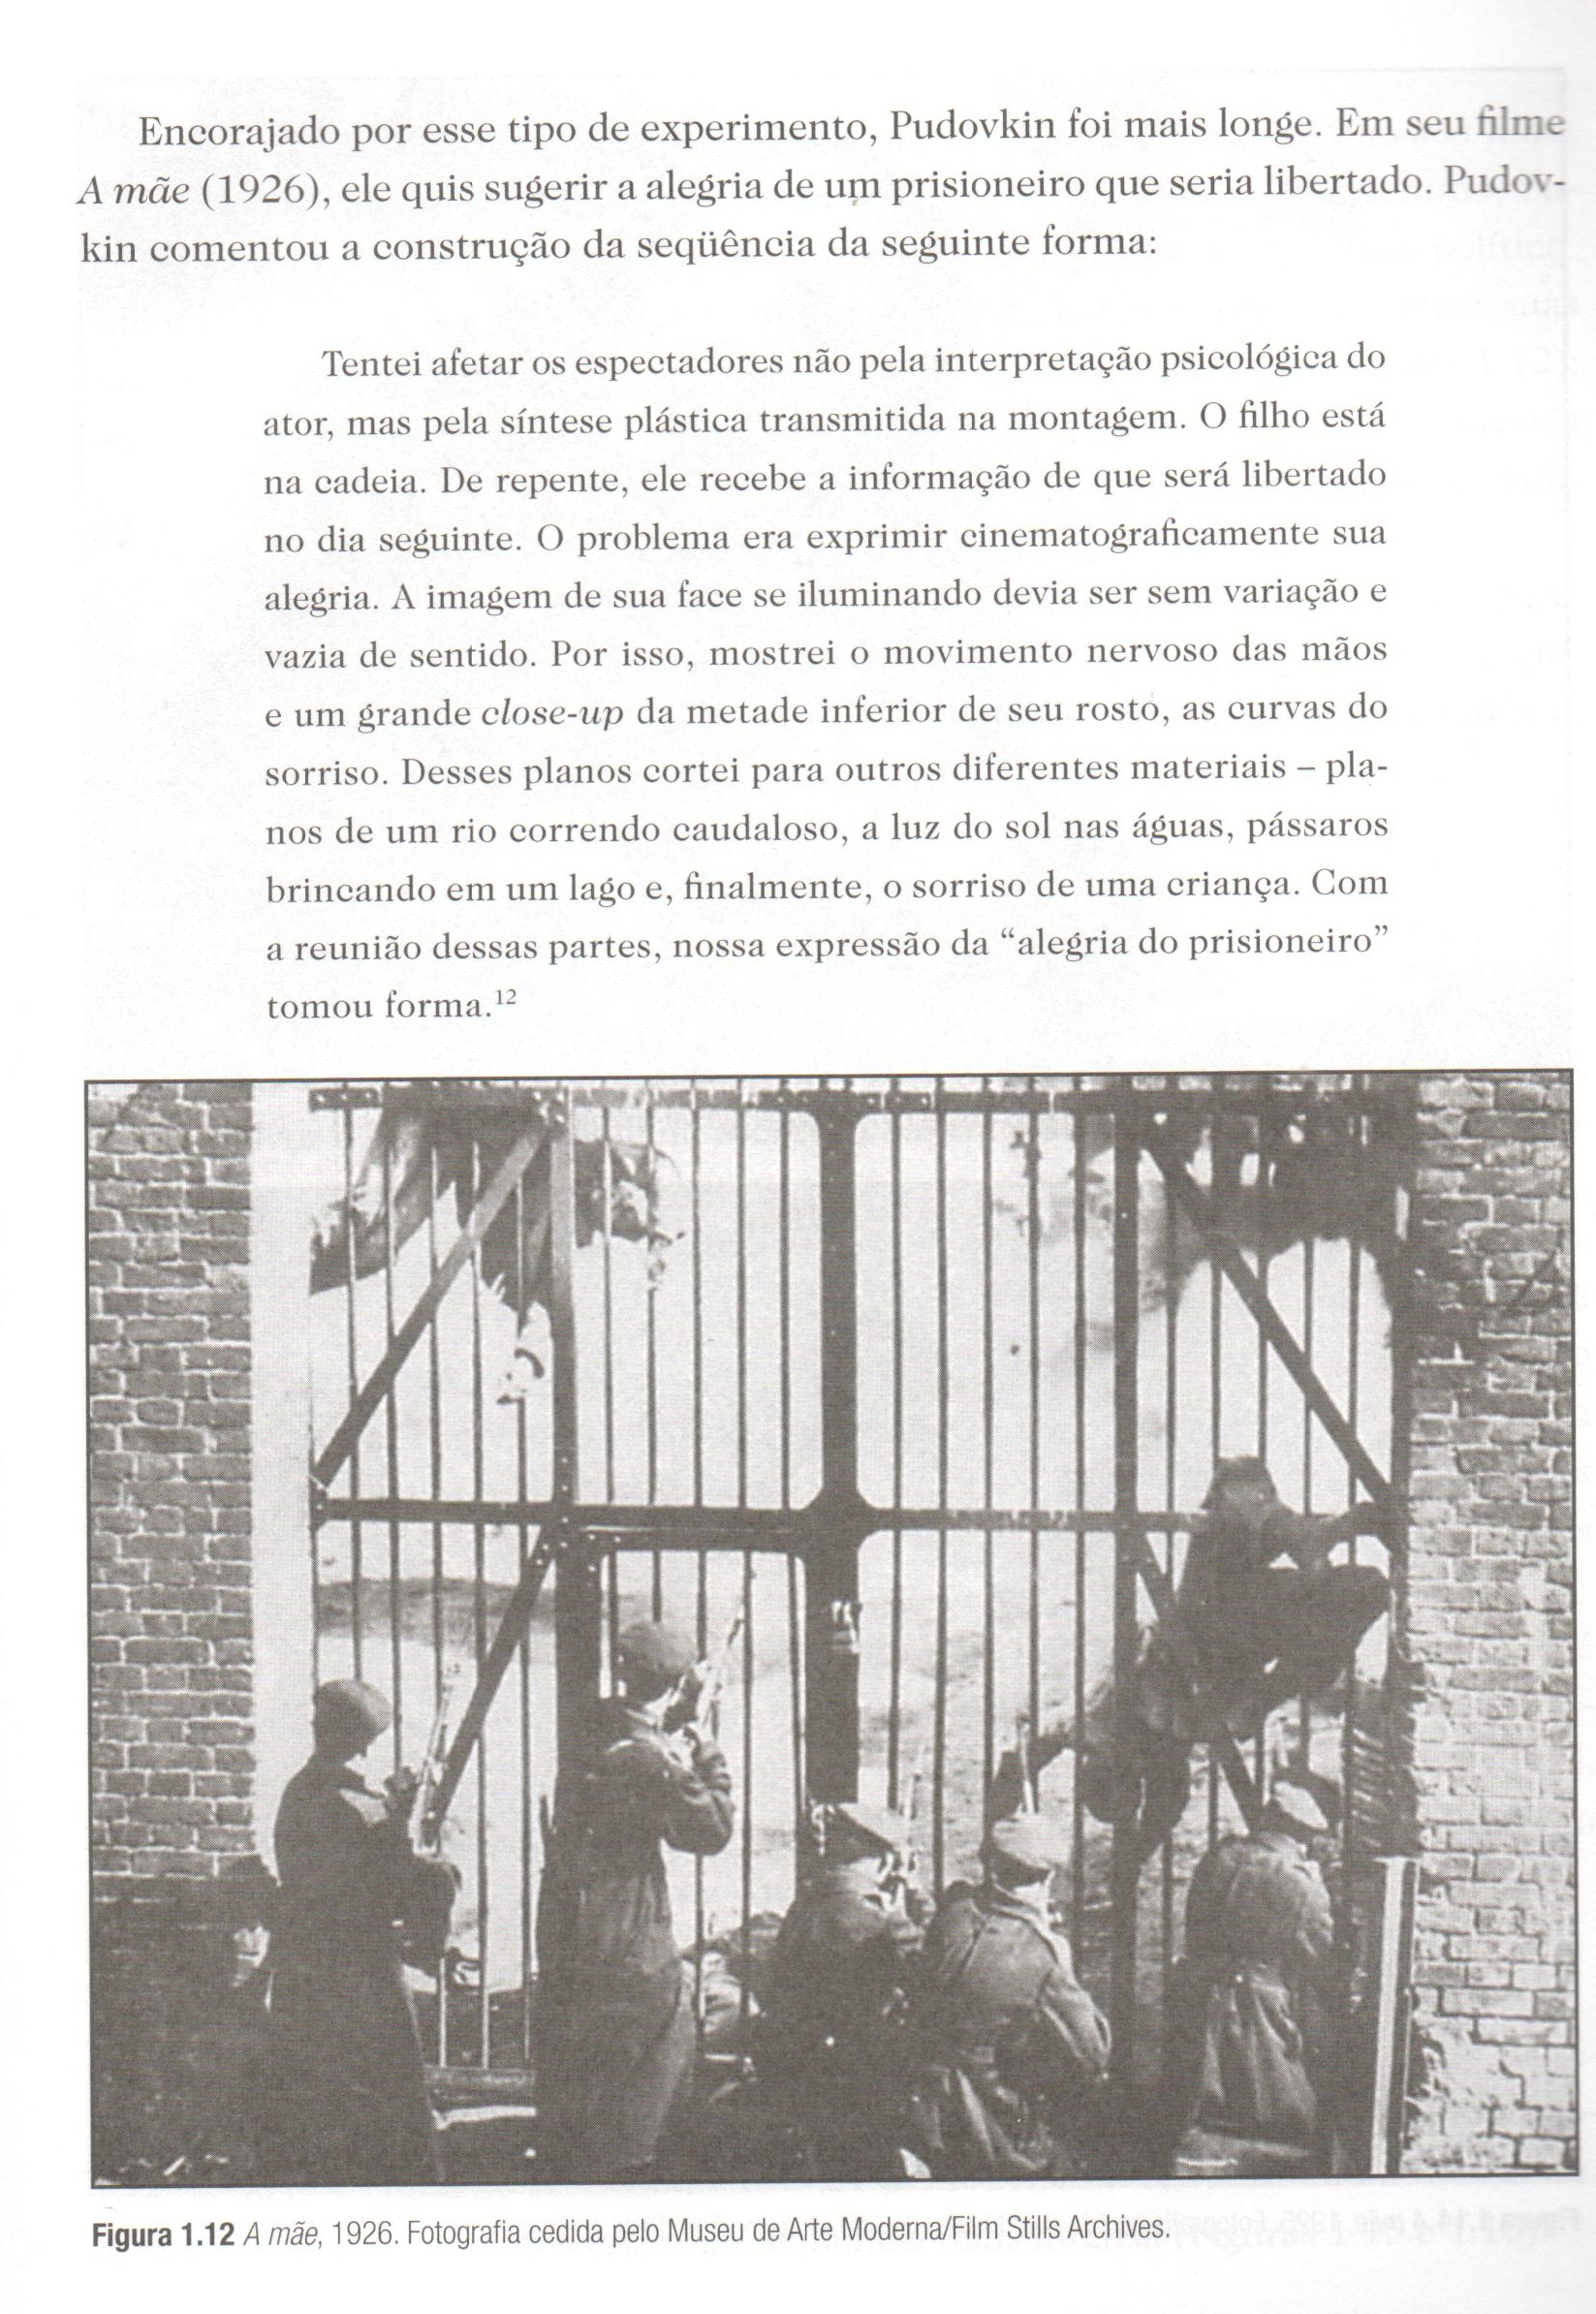 Encorajado por esse tipo de experimento, Pudovkin foi mais longe. Em seu filme
A mãe (1926), ele quis sugerir a alegria de um prisioneiro que seria libertado. Pudov-
kin comentou a construção da seqüência da seguinte forma:
Tentei afetar os espectadores não pela interpretação psicológica do
ator, mas pela síntese plástica transmitida na montagem. O filho está
na cadeia. De repente, ele recebe a informação de que será libertado
no dia seguinte. O problema era exprimir cinematograficamente sua
alegria. A imagem de sua face se iluminando devia ser sem variação e
vazia de sentido. Por isso, mostrei o movimento nervoso das mãos
e um grande close-up da metade inferior de seu rosto, as curvas do
sorriso. Desses planos cortei para outros diferentes materiais – pla-
nos de um rio correndo caudaloso, a luz do sol nas águas, pássaros
brincando em um lago e, finalmente, o sorriso de uma criança. Com
a reunião dessas partes, nossa expressão da “alegria do prisioneiro”
tomou forma.12
Figura 1.12 A mãe, 1926. Fotografia cedida pelo Museu de Arte Moderna/Film Stills Archives.